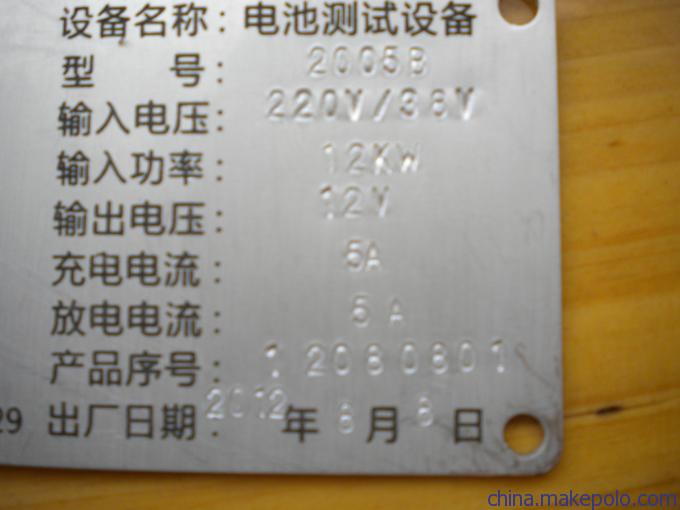 设备名称：电池测试设备
型　　号：2005B
输入电压：220V/38V
输入功率：12KW
输出电压：12V
充电电流：5A
放电电流：5A
产品序号：12080801
29 出厂日期：2012年8月8日
china.makepolo.com